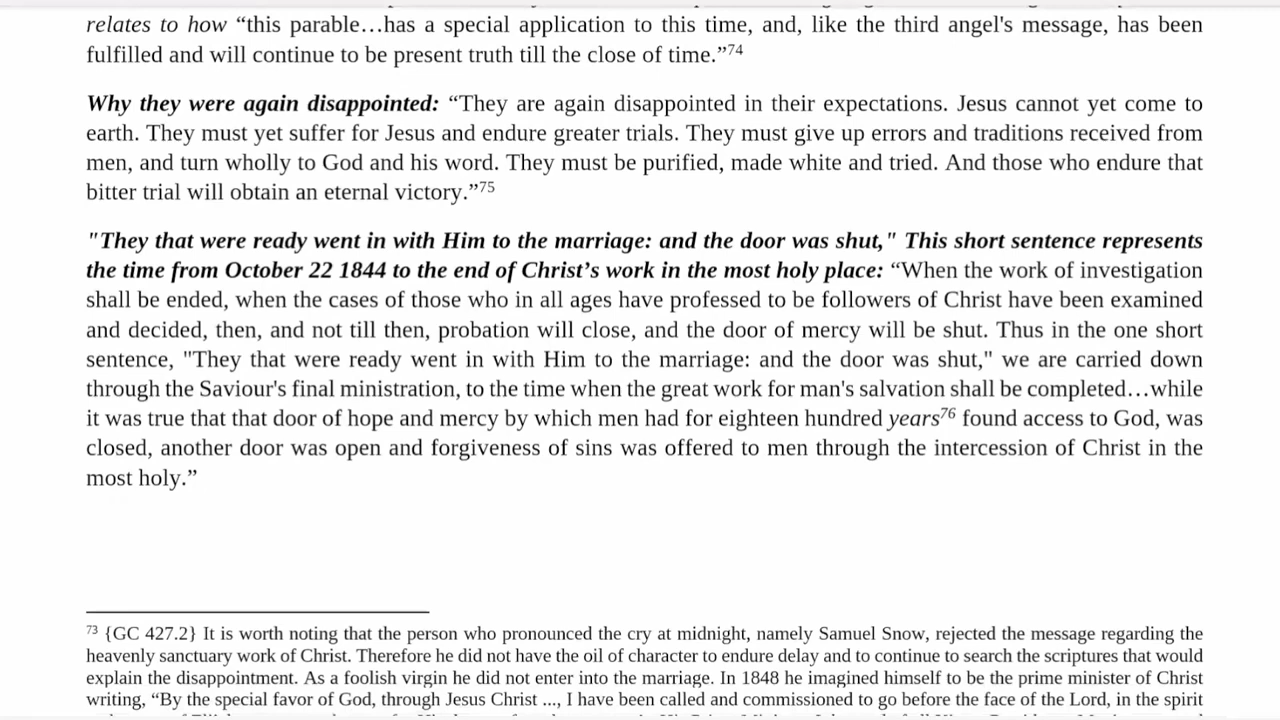 relates to how “this parable…has a special application to this time, and, like the third angel's message, has been
fulfilled and will continue to be present truth till the close of time.”74
Why they were again disappointed: “They are again disappointed in their expectations. Jesus cannot yet come to
earth. They must yet suffer for Jesus and endure greater trials. They must give up errors and traditions received from
men, and turn wholly to God and his word. They must be purified, made white and tried. And those who endure that
bitter trial will obtain an eternal victory.”75
"They that were ready went in with Him to the marriage: and the door was shut," This short sentence represents
the time from October 22 1844 to the end of Christ’s work in the most holy place: “When the work of investigation
shall be ended, when the cases of those who in all ages have professed to be followers of Christ have been examined
and decided, then, and not till then, probation will close, and the door of mercy will be shut. Thus in the one short
sentence, "They that were ready went in with Him to the marriage: and the door was shut," we are carried down
through the Saviour's final ministration, to the time when the great work for man's salvation shall be completed…while
it was true that that door of hope and mercy by which men had for eighteen hundred years76 found access to God, was
closed, another door was open and forgiveness of sins was offered to men through the intercession of Christ in the
most holy.”
73 {GC 427.2} It is worth noting that the person who pronounced the cry at midnight, namely Samuel Snow, rejected the message regarding the
heavenly sanctuary work of Christ. Therefore he did not have the oil of character to endure delay and to continue to search the scriptures that would
explain the disappointment. As a foolish virgin he did not enter into the marriage. In 1848 he imagined himself to be the prime minister of Christ
writing, “By the special favor of God, through Jesus Christ ..., I have been called and commissioned to go before the face of the Lord, in the spirit